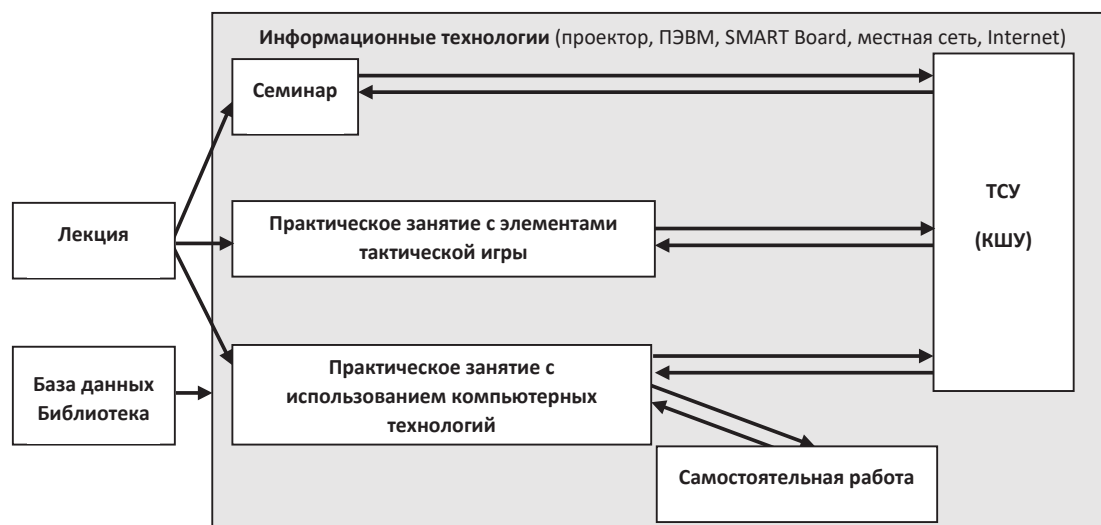 Информационные технологии (проектор, ПЭВМ, SMART Board, местная сеть, Internet)
Семинар
Лекция
Практическое занятие с элементами
тактической игры
ТСУ
(КШУ)
База данных
Библиотека
Практическое занятие с
использованием компьютерных
технологий
Самостоятельная работа